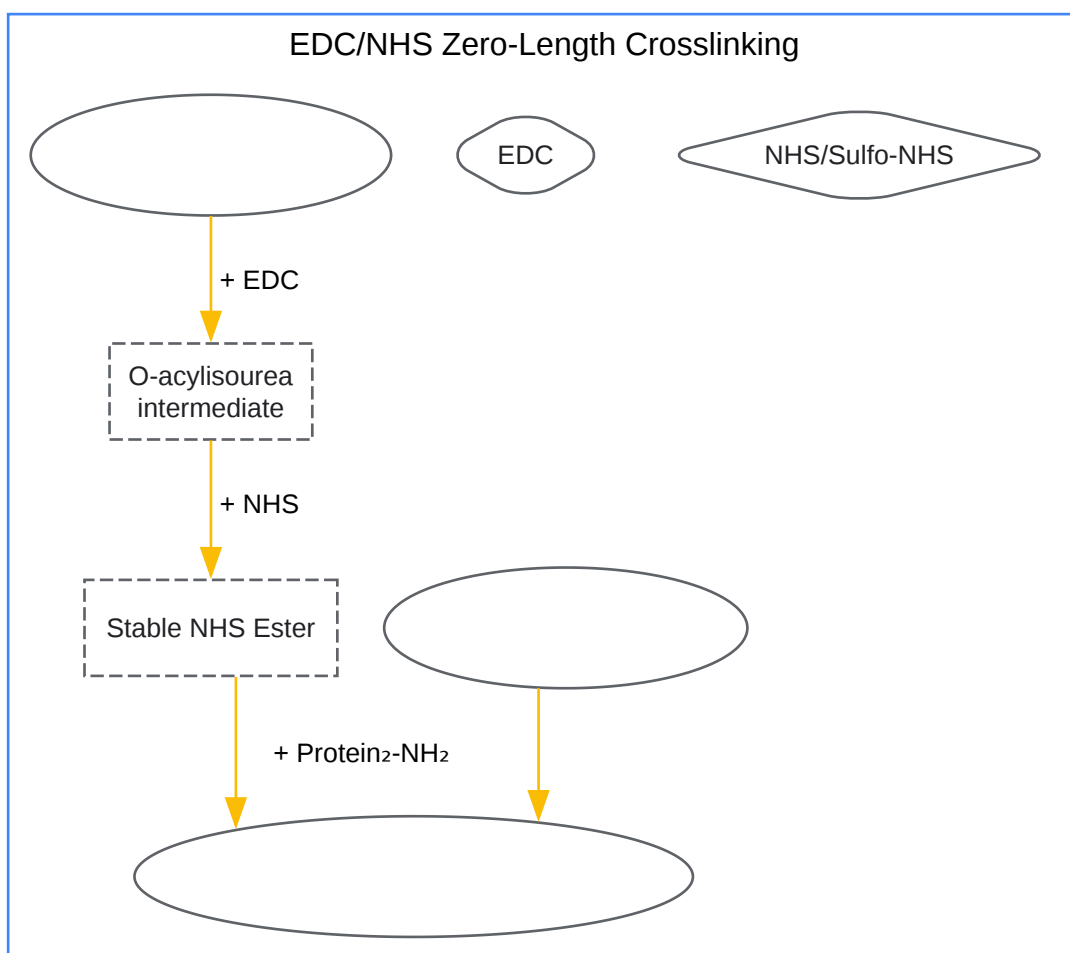 EDC/NHS Zero-Length Crosslinking
EDC
NHS/Sulfo-NHS
+ EDC
O-acylisourea
intermediate
+ NHS
Stable NHS Ester
+ Protein₂-NH₂